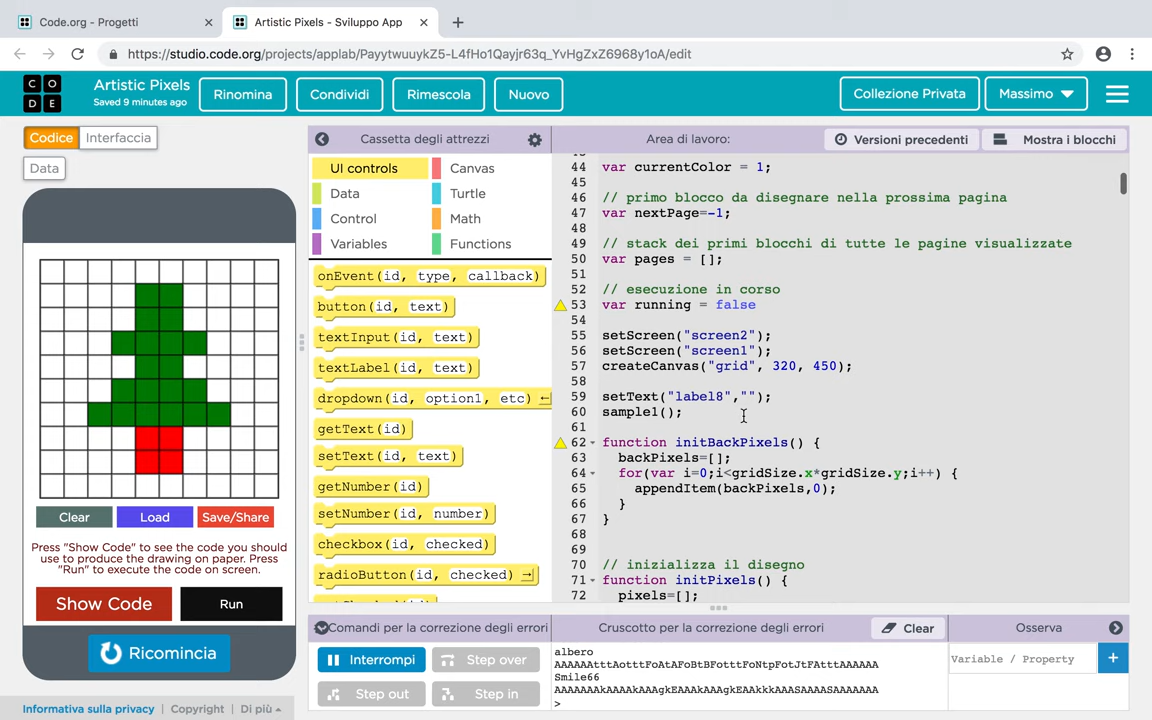 Code.org - Progetti
Artistic Pixels - Sviluppo App
https://studio.code.org/projects/applab/PayytwuuykZ5-L4fHo1Qayjr63q_YvHgZxZ6968y1oA/edit
C O
D E
Artistic Pixels
Saved 9 minutes ago
Rinomina
Condividi
Rimescola
Nuovo
Collezione Privata
Massimo
Codice
Interfaccia
Data
Clear
Load
Save/Share
Press "Show Code" to see the code you should
use to produce the drawing on paper. Press
"Run" to execute the code on screen.
Show Code
Run
Ricomincia
Informativa sulla privacy | Copyright | Di più
Cassetta degli attrezzi
UI controls
Canvas
Data
Turtle
Control
Math
Variables
Functions
onEvent(id, type, callback)
button(id, text)
textInput(id, text)
textLabel(id, text)
dropdown(id, option1, etc)
getText(id)
setText(id, text)
getNumber(id)
setNumber(id, number)
checkbox(id, checked)
radioButton(id, checked)
Area di lavoro:
Versioni precedenti
Mostra i blocchi
44 var currentColor = 1;
45
46 // primo blocco da disegnare nella prossima pagina
47 var nextPage=-1;
48
49 // stack dei primi blocchi di tutte le pagine visualizzate
50 var pages = [];
51
52 // esecuzione in corso
53 var running = false
54
55 setScreen("screen2");
56 setScreen("screen1");
57 createCanvas("grid", 320, 450);
58
59 setText("label8","");
60 sample1();
61
62 function initBackPixels() {
63 backPixels=[];
64 for(var i=0;i<gridSize.x*gridSize.y;i++) {
65 appendItem(backPixels,0);
66 }
67 }
68
69
70 // inizializza il disegno
71 function initPixels() {
72 pixels=[];
Comandi per la correzione degli errori
Interrompi
Step over
Step out
Step in
Cruscotto per la correzione degli errori
Clear
albero
AAAAAAtttAotttFoAtAFoBtBFotttFoNtpFotJtFAtttAAAAAA
Smile66
AAAAAAAkAAAAkAAAgkEAAAkAAAgkEAAkkkAAASAAAASAAAAAAA
>
Osserva
Variable / Property
+